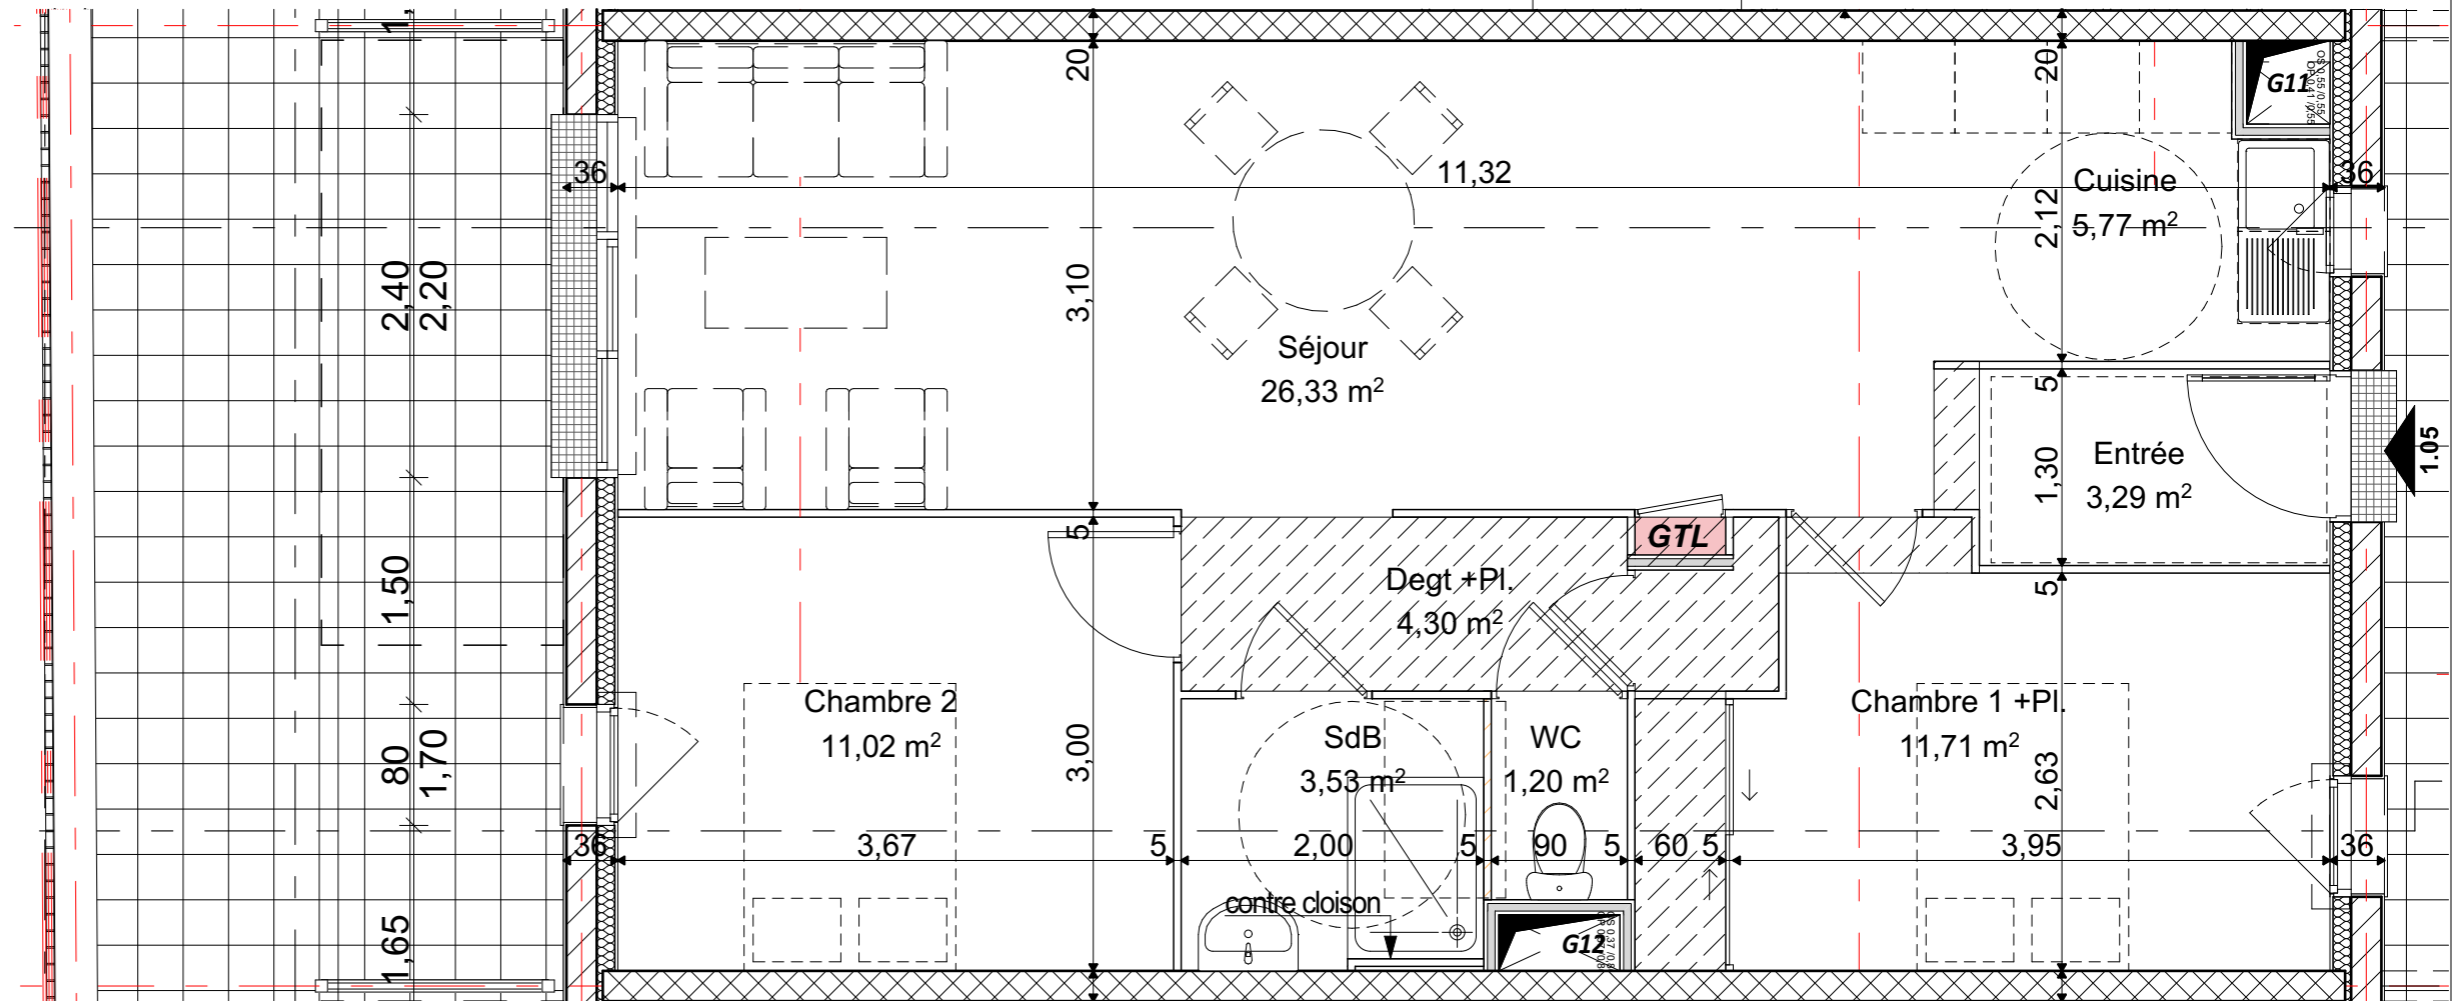 20
20
G11
36
11,32
Cuisine
5,77 m²
36
2,12
2,40
2,20
3,10
Séjour
26,33 m²
5
Entrée
3,29 m²
1,30
1.05
5
GTL
Degt +Pl.
4,30 m²
1,50
5
Chambre 2
11,02 m²
SdB
3,53 m²
WC
1,20 m²
Chambre 1 +Pl.
11,71 m²
80
1,70
3,00
2,63
36
3,67
5
2,00
5
90
5
60
5
3,95
36
contre cloison
G12
1,65